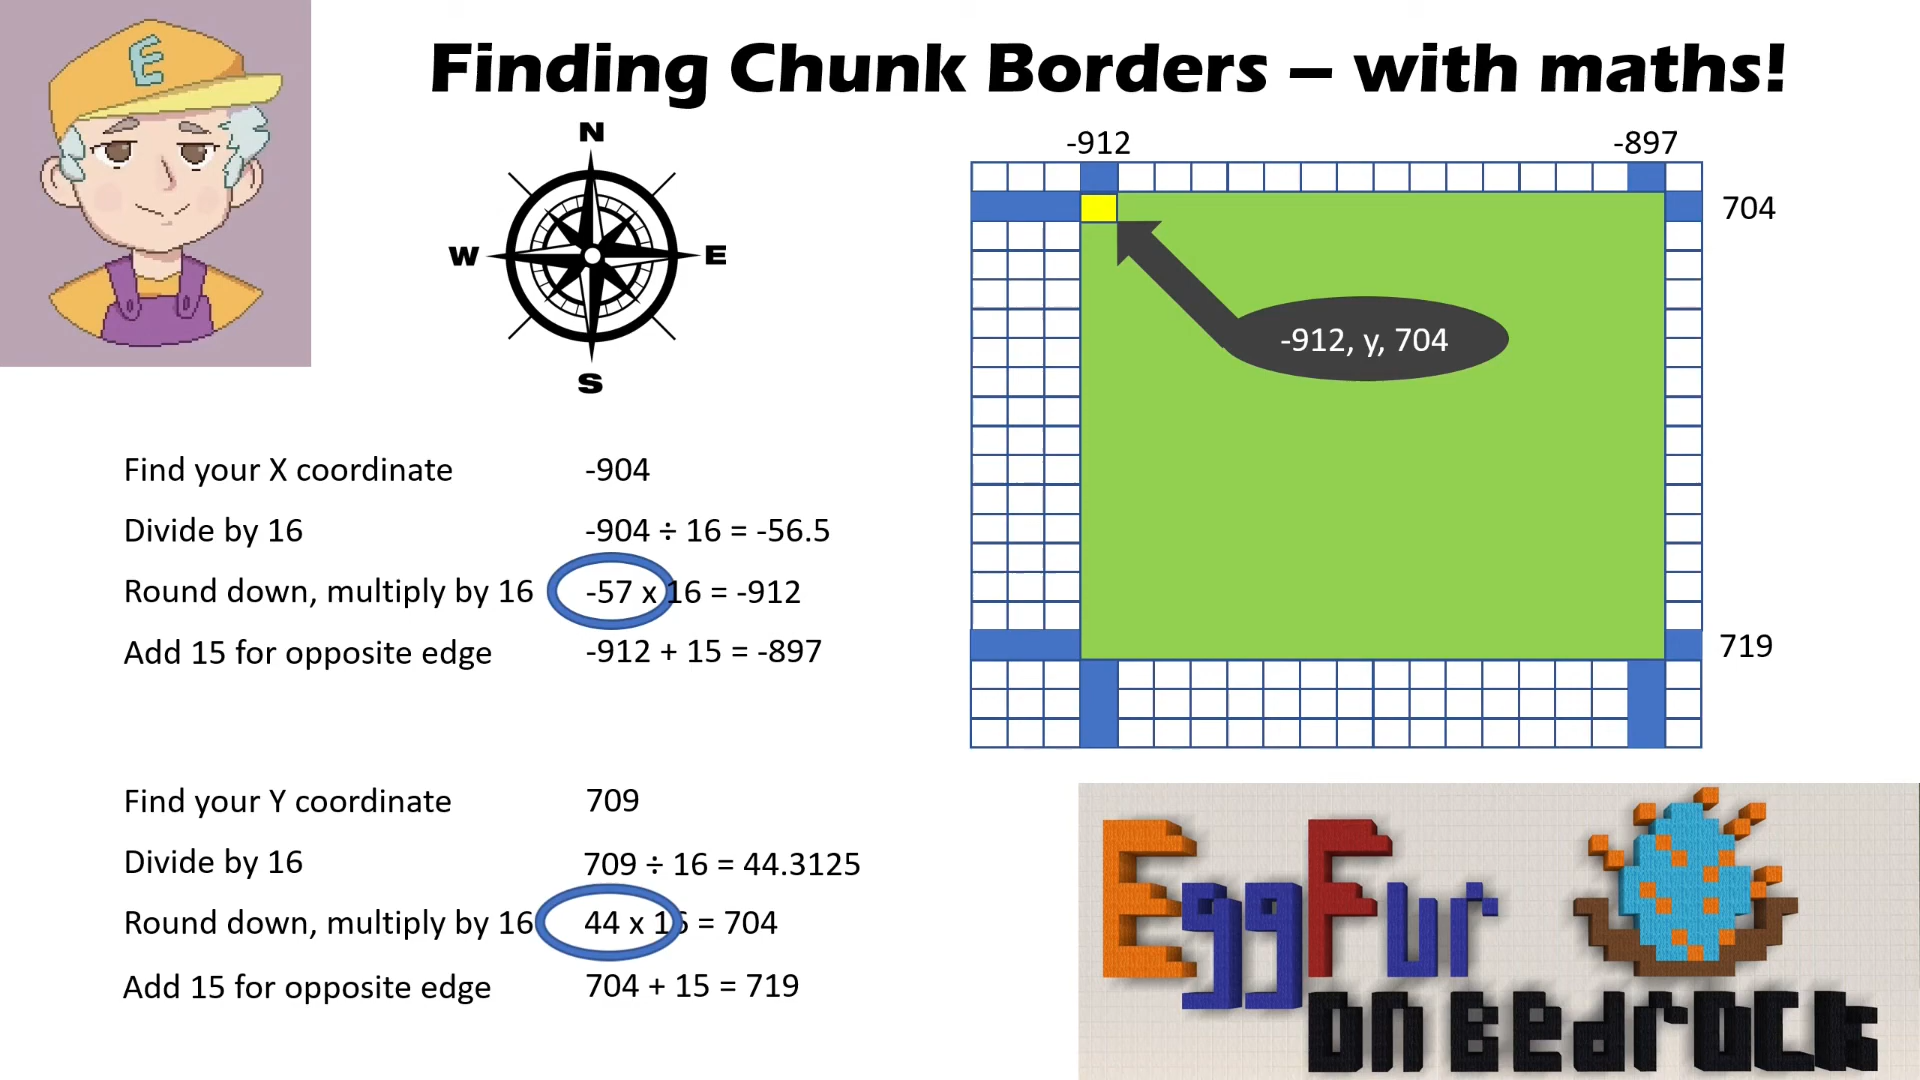 E
Finding Chunk Borders – with maths!
N
W
E
S
-912
-897
704
-912, y, 704
719
Find your X coordinate -904
Divide by 16 -904 ÷ 16 = -56.5
Round down, multiply by 16 -57 x 16 = -912
Add 15 for opposite edge -912 + 15 = -897
Find your Y coordinate 709
Divide by 16 709 ÷ 16 = 44.3125
Round down, multiply by 16 44 x 16 = 704
Add 15 for opposite edge 704 + 15 = 719
EggFur
on Bedrock